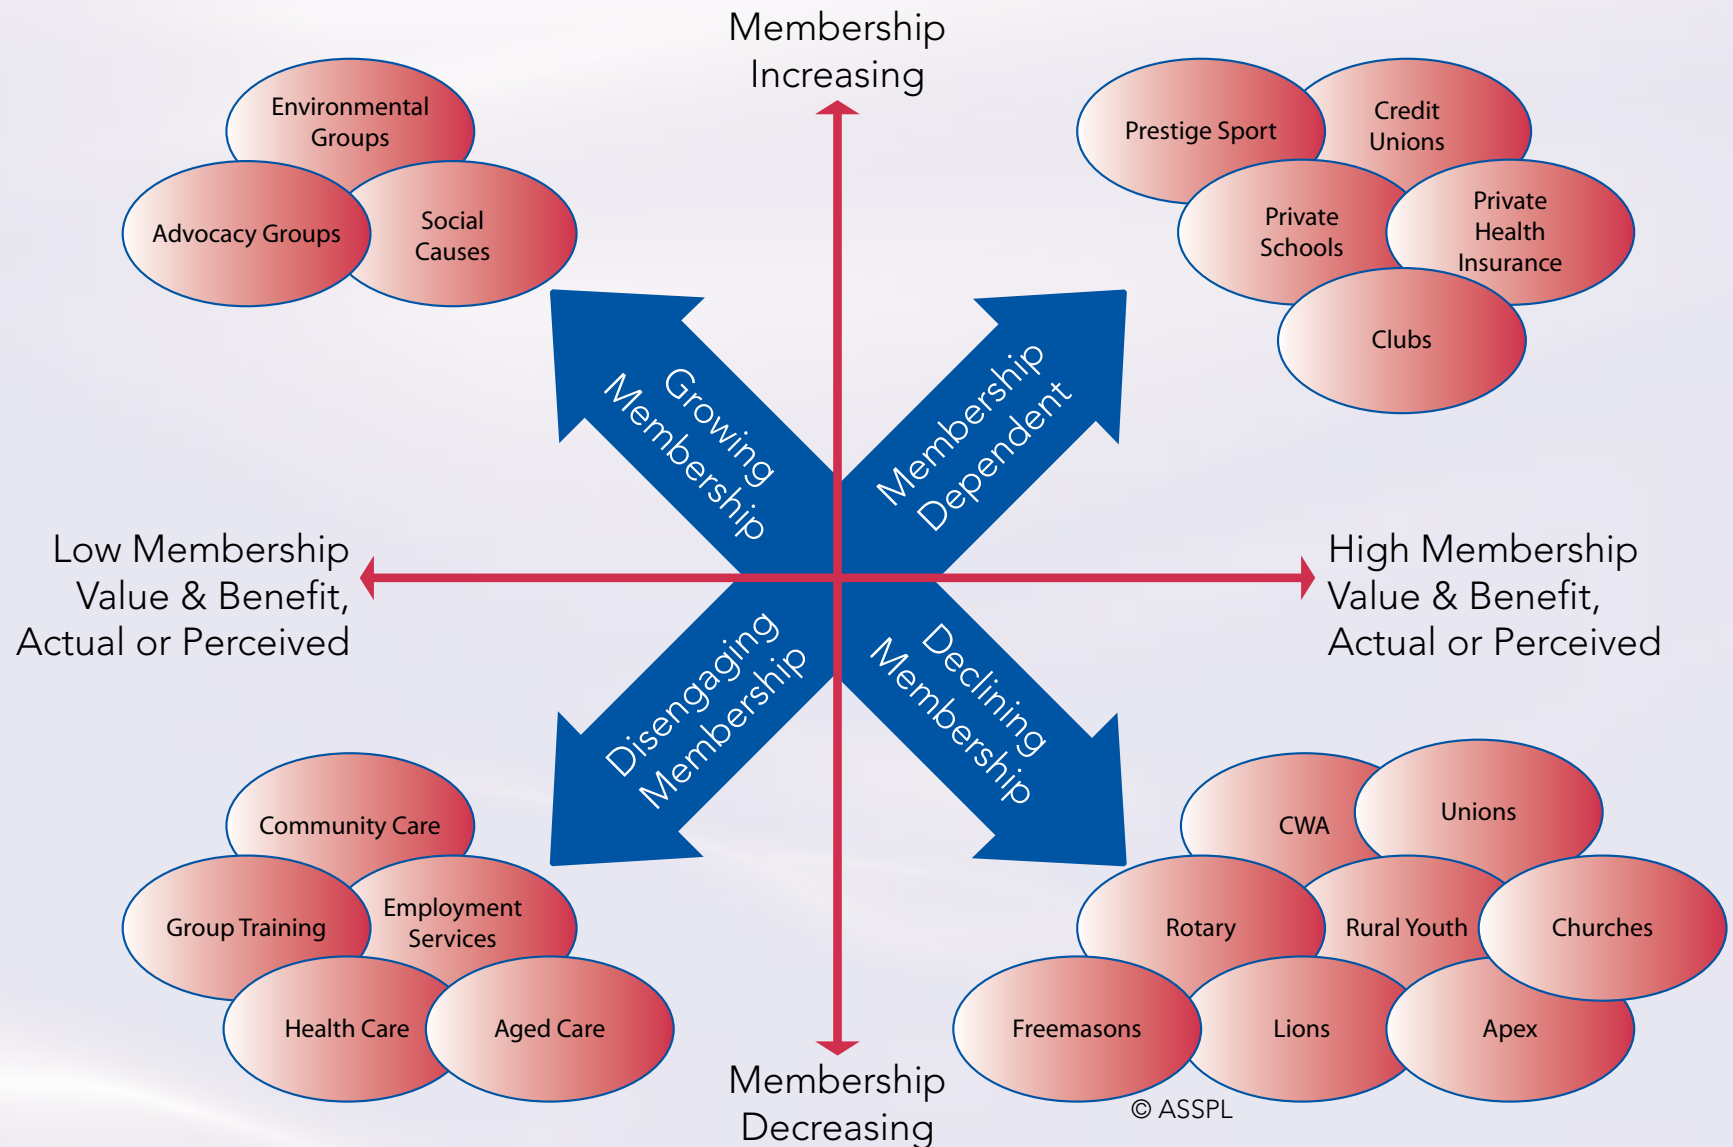 Membership
Increasing
Environmental
Groups
Advocacy Groups
Social
Causes
Prestige Sport
Credit
Unions
Private
Schools
Private
Health
Insurance
Clubs
Growing
Membership
Membership
Dependent
Low Membership
Value & Benefit,
Actual or Perceived
High Membership
Value & Benefit,
Actual or Perceived
Disengaging
Membership
Declining
Membership
Community Care
Group Training
Employment
Services
Health Care
Aged Care
CWA
Unions
Rotary
Rural Youth
Churches
Freemasons
Lions
Apex
Membership
Decreasing
© ASSPL